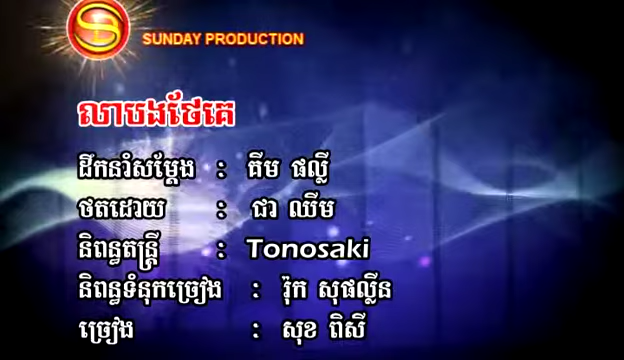 SUNDAY PRODUCTION
លាបងថែគេ
ដឹកនាំសម្ដែង : គឹម ផល្លី
ថតដោយ : ជា ឈឹម
និពន្ធតន្ត្រី : Tonosaki
និពន្ធទំនុកច្រៀង : រ៉ុក សុផល្លីន
ច្រៀង : សុខ ពិសី